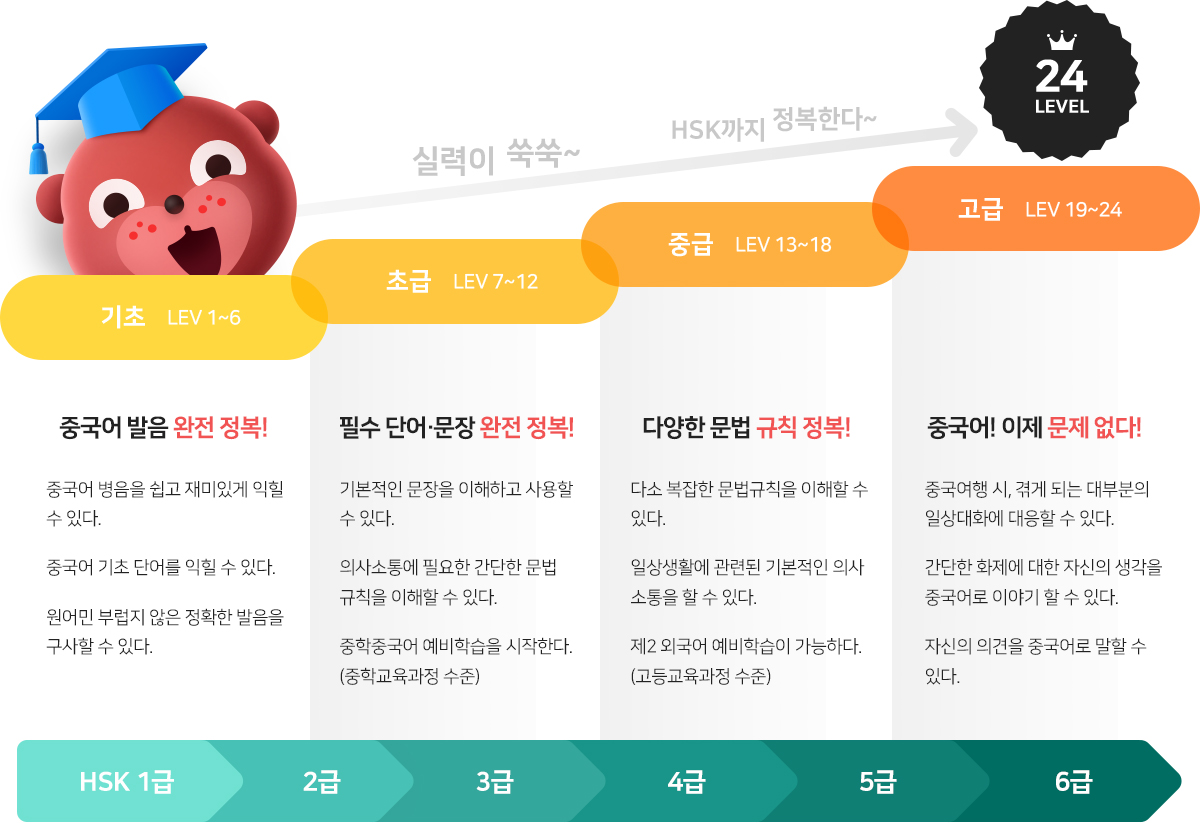 24
LEVEL
실력이 쑥쑥~
HSK까지 정복한다~
기초 LEV 1~6
초급 LEV 7~12
중급 LEV 13~18
고급 LEV 19~24
중국어 발음 완전 정복!
중국어 병음을 쉽고 재미있게 익힐
수 있다.
중국어 기초 단어를 익힐 수 있다.
원어민 부럽지 않은 정확한 발음을
구사할 수 있다.
필수 단어·문장 완전 정복!
기본적인 문장을 이해하고 사용할
수 있다.
의사소통에 필요한 간단한 문법
규칙을 이해할 수 있다.
중학중국어 예비학습을 시작한다.
(중학교육과정 수준)
다양한 문법 규칙 정복!
다소 복잡한 문법규칙을 이해할 수
있다.
일상생활에 관련된 기본적인 의사
소통을 할 수 있다.
제2 외국어 예비학습이 가능하다.
(고등교육과정 수준)
중국어! 이제 문제 없다!
중국여행 시, 겪게 되는 대부분의
일상대화에 대응할 수 있다.
간단한 화제에 대한 자신의 생각을
중국어로 이야기 할 수 있다.
자신의 의견을 중국어로 말할 수
있다.
HSK 1급
2급
3급
4급
5급
6급